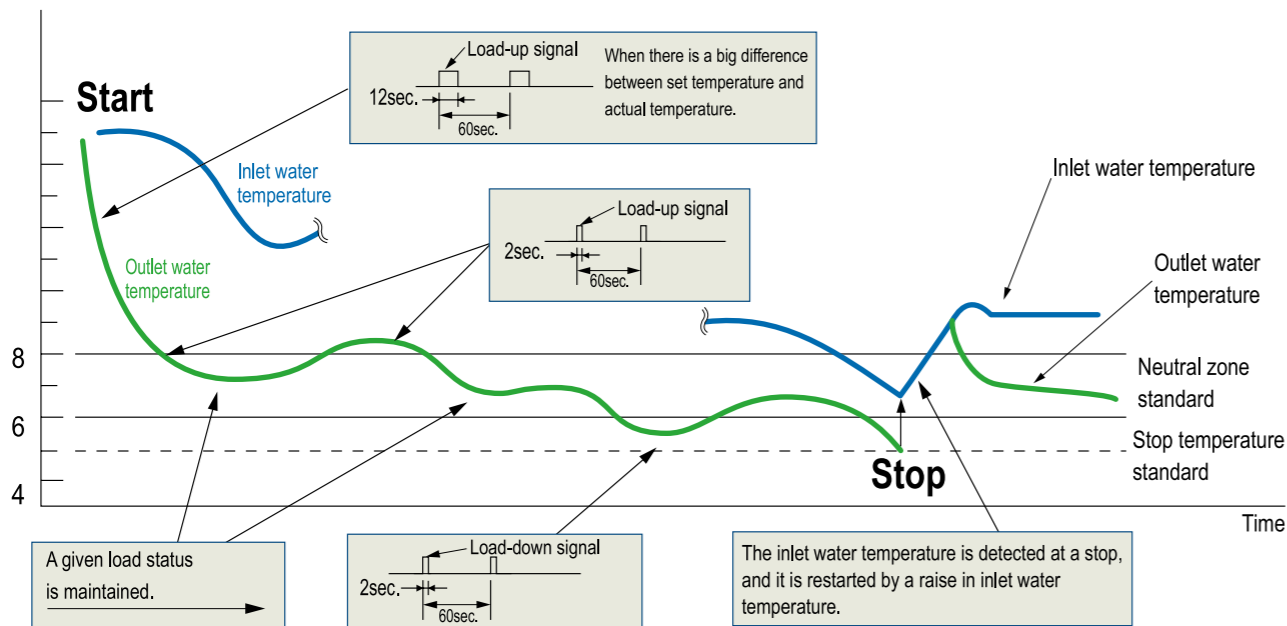 Load-up signal
12sec.
60sec.
When there is a big difference
between set temperature and
actual temperature.
Start
Inlet water
temperature
Outlet water
temperature
Load-up signal
2sec.
60sec.
Inlet water temperature
Outlet water
temperature
8
6
4
Neutral zone
standard
Stop temperature
standard
Stop
Time
A given load status
is maintained.
Load-down signal
2sec.
60sec.
The inlet water temperature is detected at a stop,
and it is restarted by a raise in inlet water
temperature.